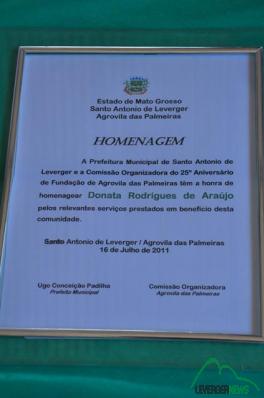 Estado de Mato Grosso
Santo Antonio de Leverger
Agrovila das Palmeiras
HOMENAGEM
A Prefeitura Municipal de Santo Antonio de
Leverger e a Comissão Organizadora do 25º Aniversário
de Fundação de Agrovila das Palmeiras têm a honra de
homenagear Donata Rodrigues de Araújo
pelos relevantes serviços prestados em benefício desta
comunidade.
Santo Antonio de Leverger / Agrovila das Palmeiras
16 de Julho de 2011
Ugo Conceição Padilha
Prefeito Municipal
Comissão Organizadora
Agrovila das Palmeiras
LEVERGERNEWS